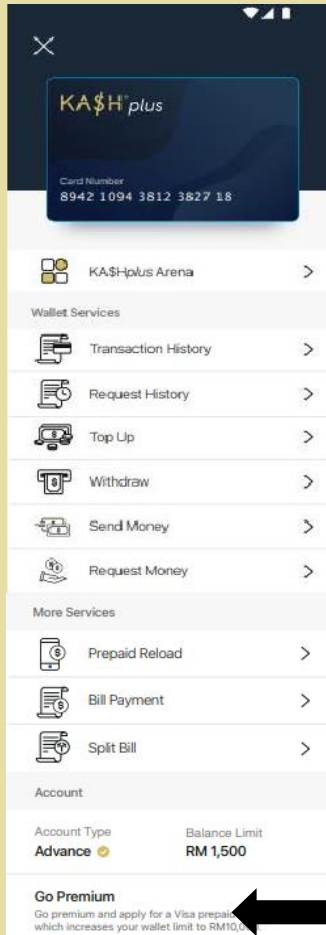 KA$H plus
Card Number
8942 1094 3812 3827 18
KA$Hplus Arena
Wallet Services
Transaction History
Request History
Top Up
Withdraw
Send Money
Request Money
More Services
Prepaid Reload
Bill Payment
Split Bill
Account
Account Type Balance Limit
Advance RM 1,500
Go Premium
Go premium and apply for a Visa prepaid
which increases your wallet limit to